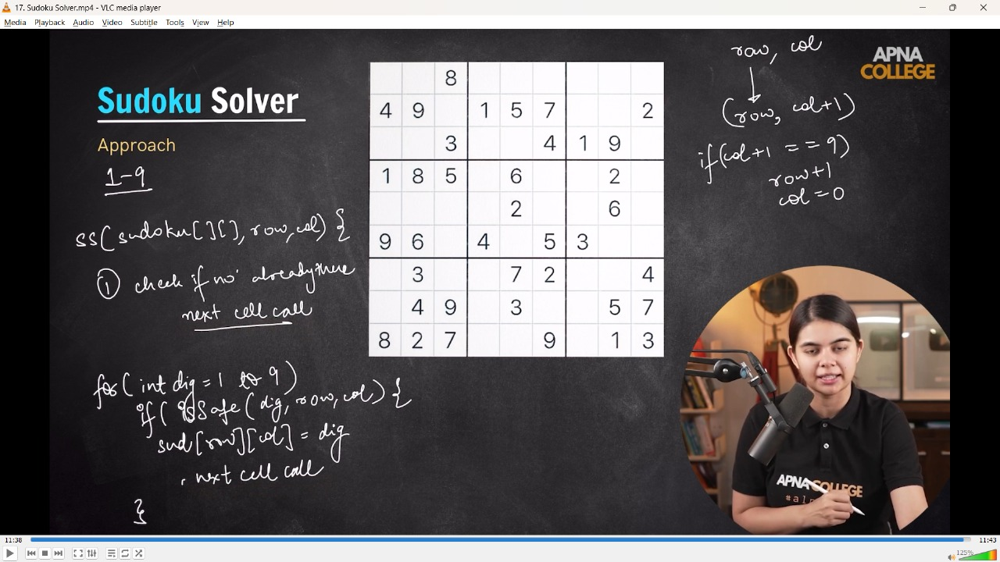 17. Sudoku Solver.mp4 - VLC media player
Media Playback Audio Video Subtitle Tools View Help
Sudoku Solver
Approach
1-9
ss(sudoku[][], row, col) {
① check if no. already there
next cell call
for(int dig = 1 to 9)
if( isSafe(dig, row, col) {
sud[row][col] = dig
next cell call
}
8
4 9 1 5 7 2
3 4 1 9
1 8 5 6 2
2 6
9 6 4 5 3
3 7 2 4
4 9 3 5 7
8 2 7 9 1 3
row, col
(row, col+1)
if(col+1 == 9)
row+1
col = 0
APNA
COLLEGE
APNA COLLEGE
11:38
11:43
125%